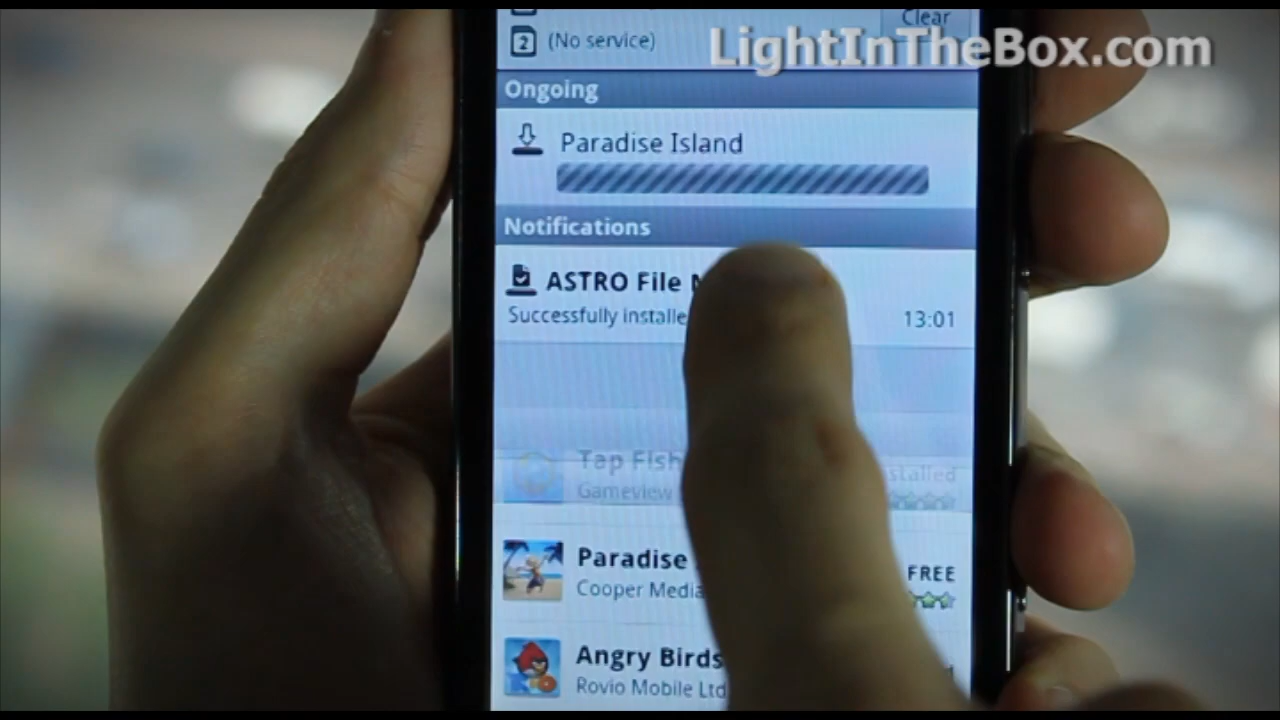 Clear
2 (No service)
LightInTheBox.com
Ongoing
Paradise Island
Notifications
ASTRO File
Successfully installe
13:01
Tap Fish
stalled
Gameview
Paradise
FREE
Cooper Media
Angry Birds
Rovio Mobile Ltd